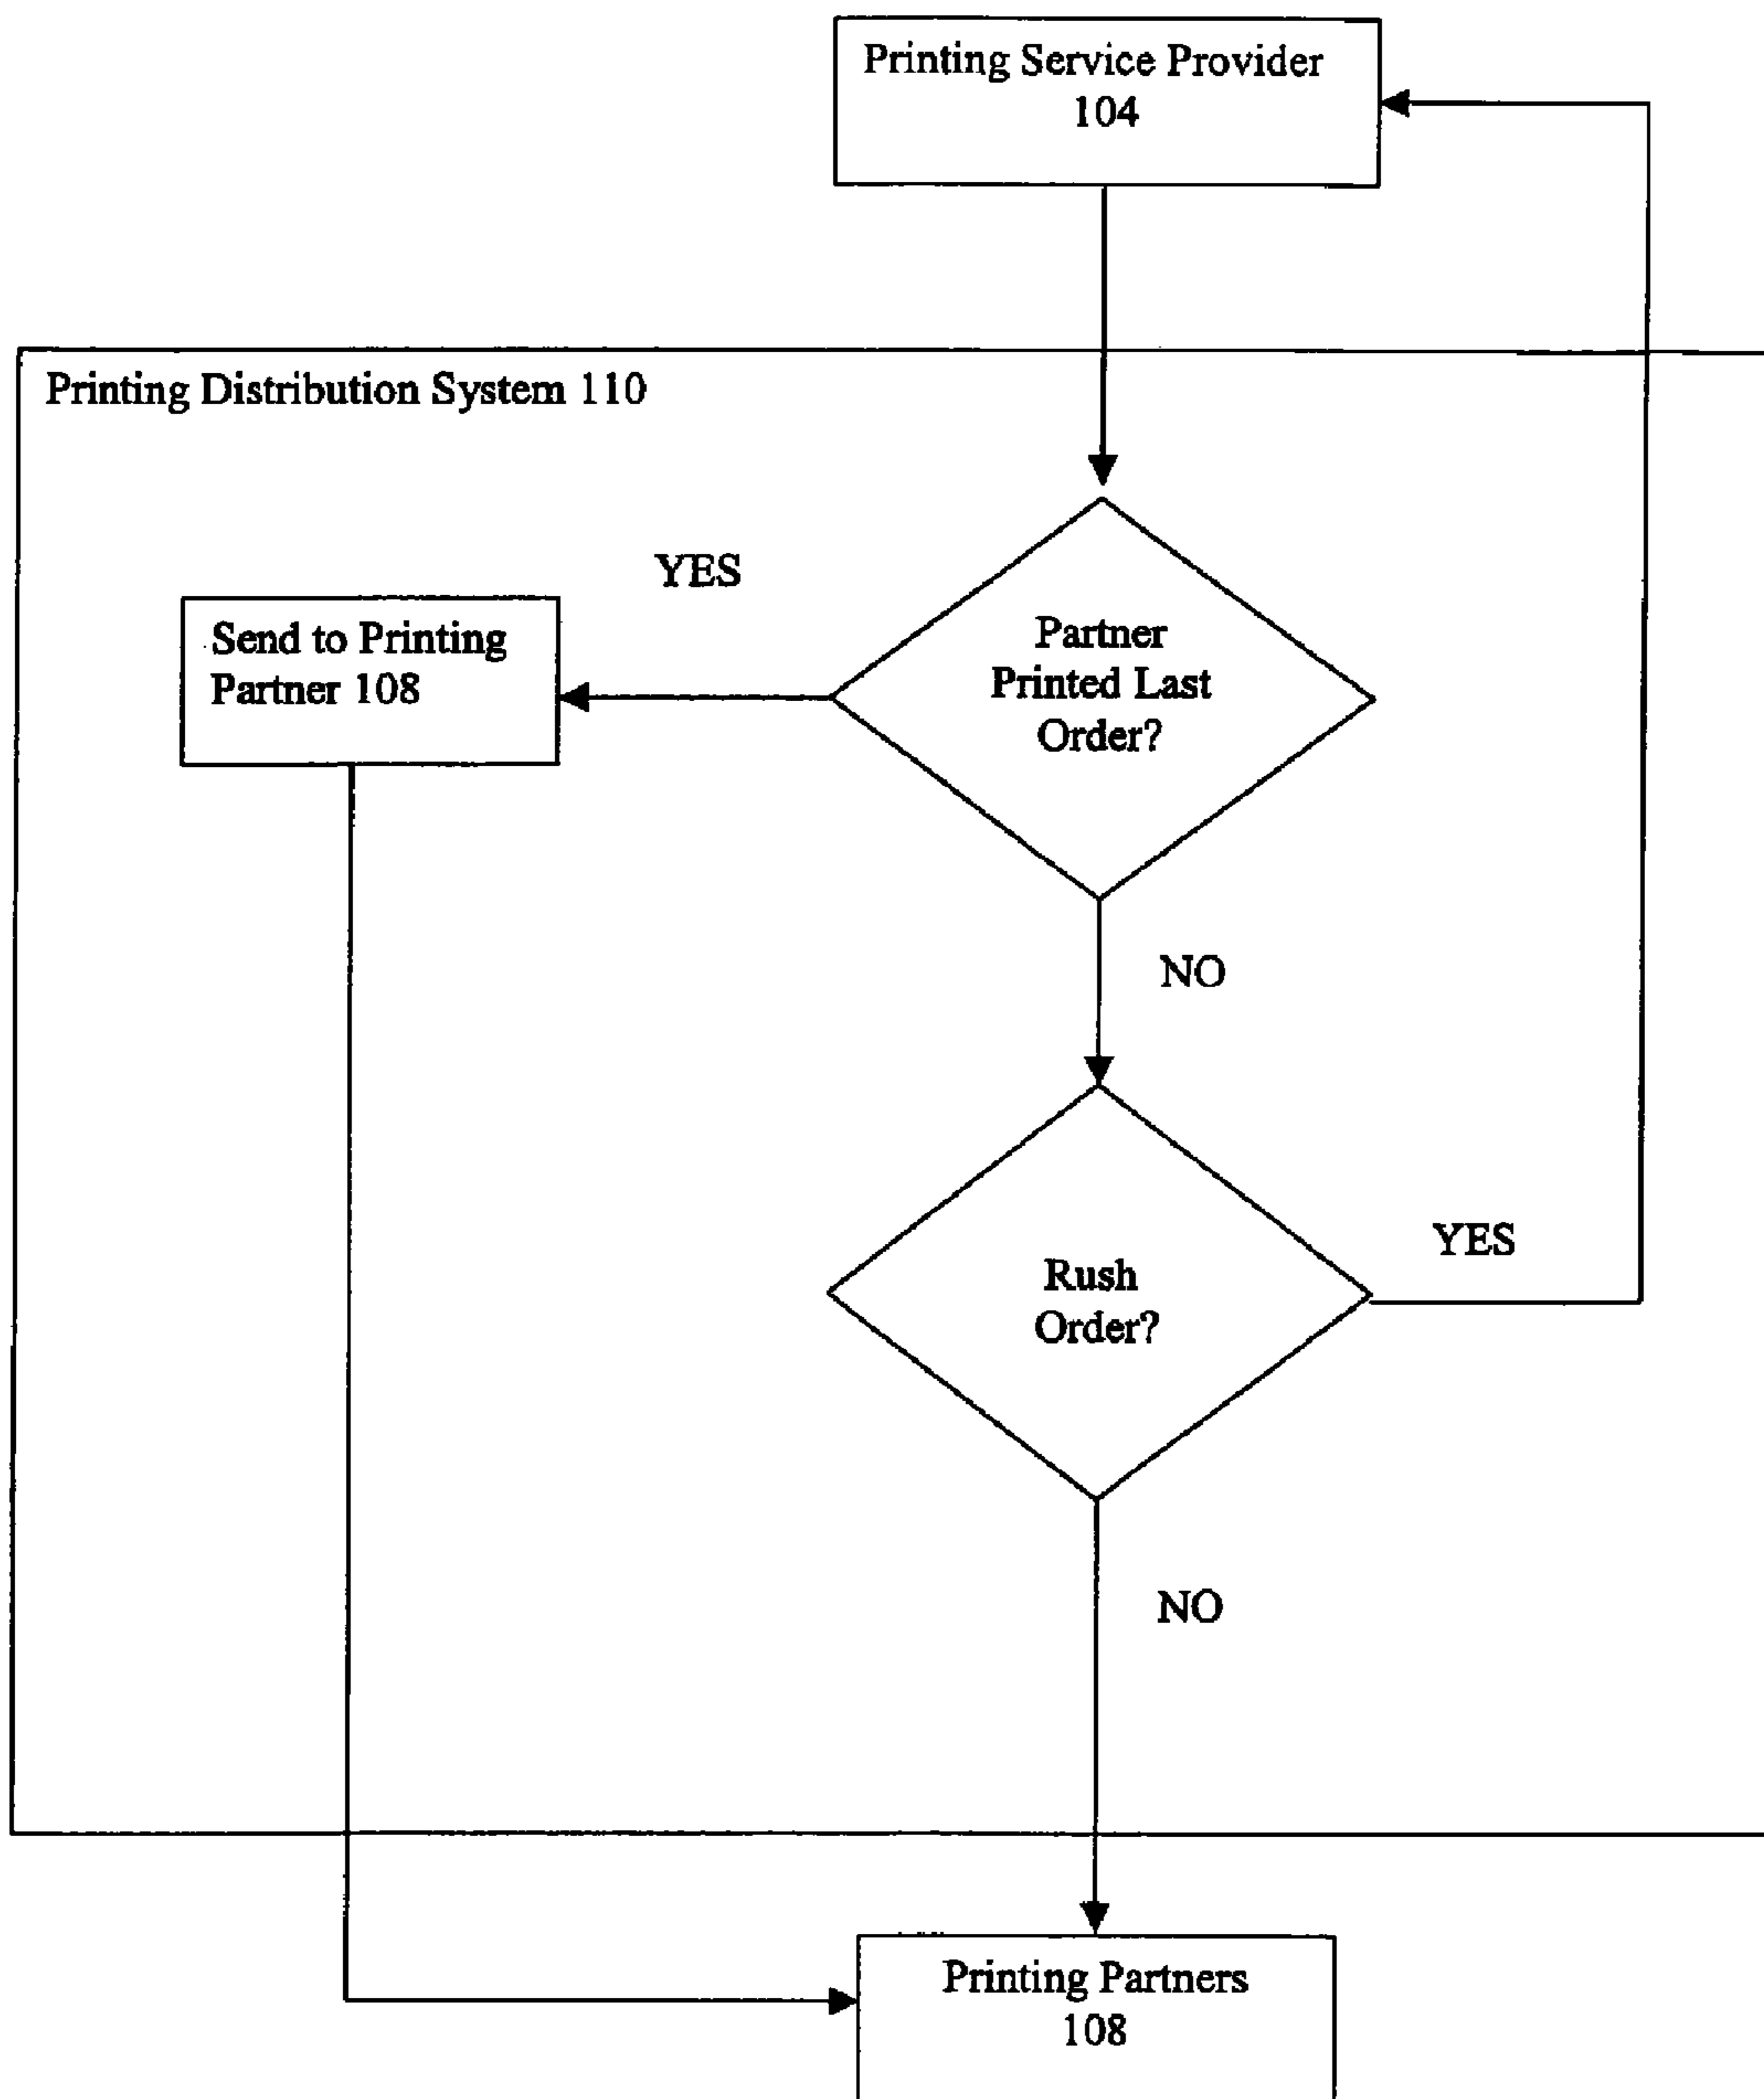 Printing Service Provider
104
Printing Distribution System 110
YES
Send to Printing
Partner 108
Partner
Printed Last
Order?
NO
YES
Rush
Order?
NO
Printing Partners
108